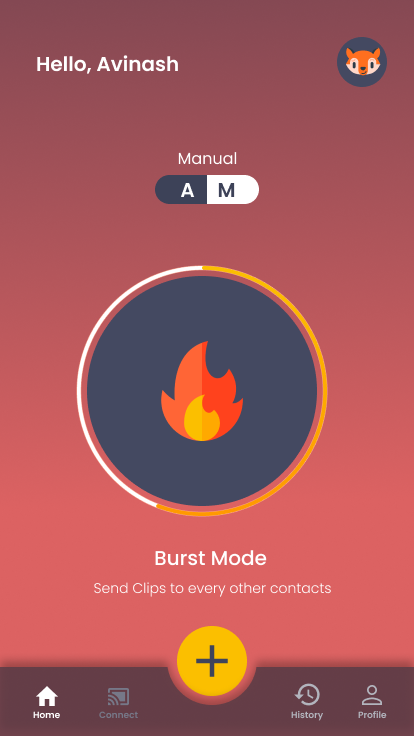 Hello, Avinash
Manual
A M
Burst Mode
Send Clips to every other contacts
Home Connect History Profile